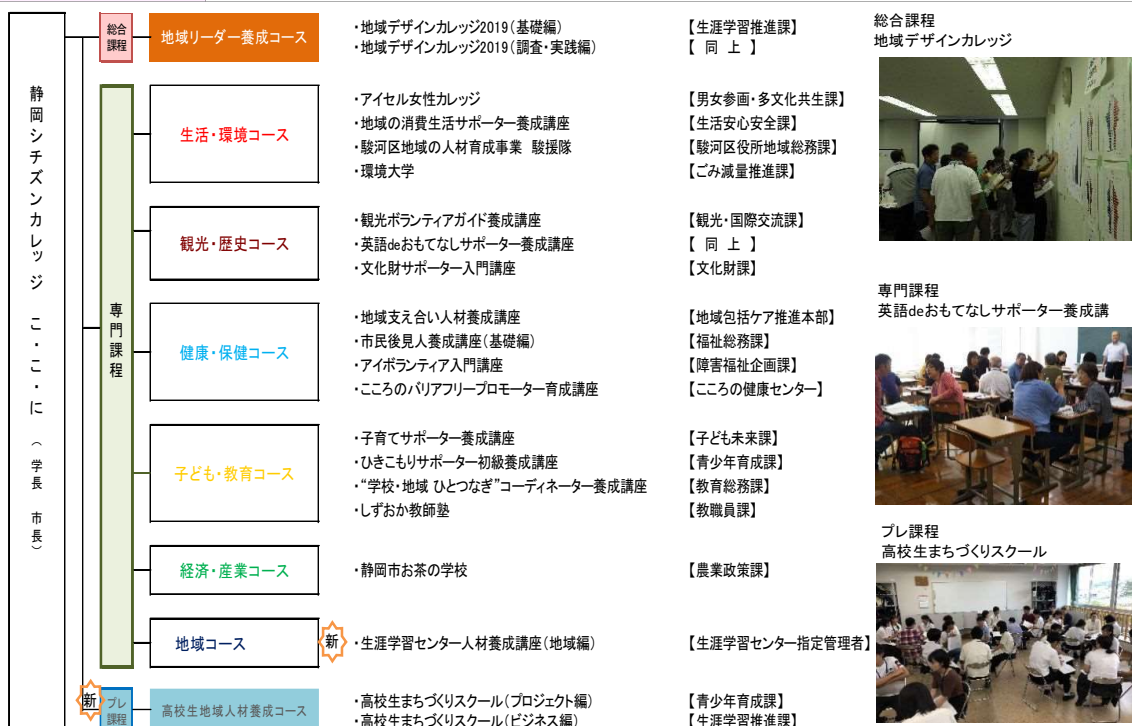 静岡シチズンカレッジ こ・こ・に (学長 市長)
総合
課程
地域リーダー養成コース
・地域デザインカレッジ2019(基礎編) 【生涯学習推進課】
・地域デザインカレッジ2019(調査・実践編) 【 同 上 】
専門課程
生活・環境コース
・アイセル女性カレッジ 【男女参画・多文化共生課】
・地域の消費生活サポーター養成講座 【生活安心安全課】
・駿河区地域の人材育成事業 駿援隊 【駿河区役所地域総務課】
・環境大学 【ごみ減量推進課】
観光・歴史コース
・観光ボランティアガイド養成講座 【観光・国際交流課】
・英語deおもてなしサポーター養成講座 【 同 上 】
・文化財サポーター入門講座 【文化財課】
健康・保健コース
・地域支え合い人材養成講座 【地域包括ケア推進本部】
・市民後見人養成講座(基礎編) 【福祉総務課】
・アイボランティア入門講座 【障害福祉企画課】
・こころのバリアフリープロモーター育成講座 【こころの健康センター】
子ども・教育コース
・子育てサポーター養成講座 【子ども未来課】
・ひきこもりサポーター初級養成講座 【青少年育成課】
・“学校・地域 ひとつなぎ”コーディネーター養成講座 【教育総務課】
・しずおか教師塾 【教職員課】
経済・産業コース
・静岡市お茶の学校 【農業政策課】
地域コース
新
・生涯学習センター人材養成講座(地域編) 【生涯学習センター指定管理者】
新
プレ
課程
高校生地域人材養成コース
・高校生まちづくりスクール(プロジェクト編) 【青少年育成課】
・高校生まちづくりスクール(ビジネス編) 【生涯学習推進課】
総合課程
地域デザインカレッジ
専門課程
英語deおもてなしサポーター養成講
プレ課程
高校生まちづくりスクール